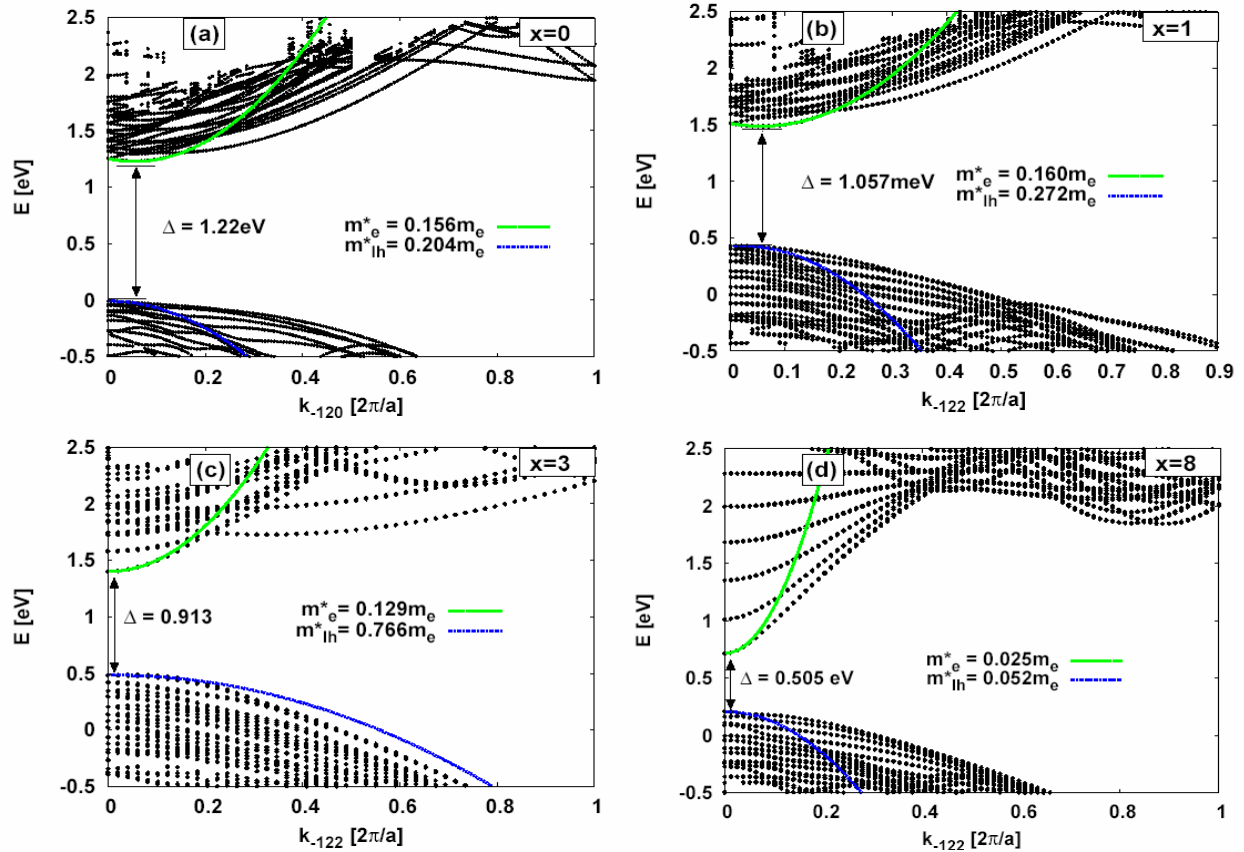 (a)
x=0
E [eV]
2.5
2
1.5
1
0.5
0
-0.5
Δ = 1.22eV
m*e = 0.156me
m*lh= 0.204me
0 0.2 0.4 0.6 0.8 1
k-120 [2π/a]
(b)
x=1
E [eV]
2.5
2
1.5
1
0.5
0
-0.5
Δ = 1.057meV
m*e = 0.160me
m*lh= 0.272me
0 0.1 0.2 0.3 0.4 0.5 0.6 0.7 0.8 0.9
k-122 [2π/a]
(c)
x=3
E [eV]
2.5
2
1.5
1
0.5
0
-0.5
Δ = 0.913
m*e= 0.129me
m*lh= 0.766me
0 0.2 0.4 0.6 0.8 1
k-122 [2π/a]
(d)
x=8
E [eV]
2.5
2
1.5
1
0.5
0
-0.5
Δ = 0.505 eV
m*e = 0.025me
m*lh= 0.052me
0 0.2 0.4 0.6 0.8 1
k-122 [2π/a]